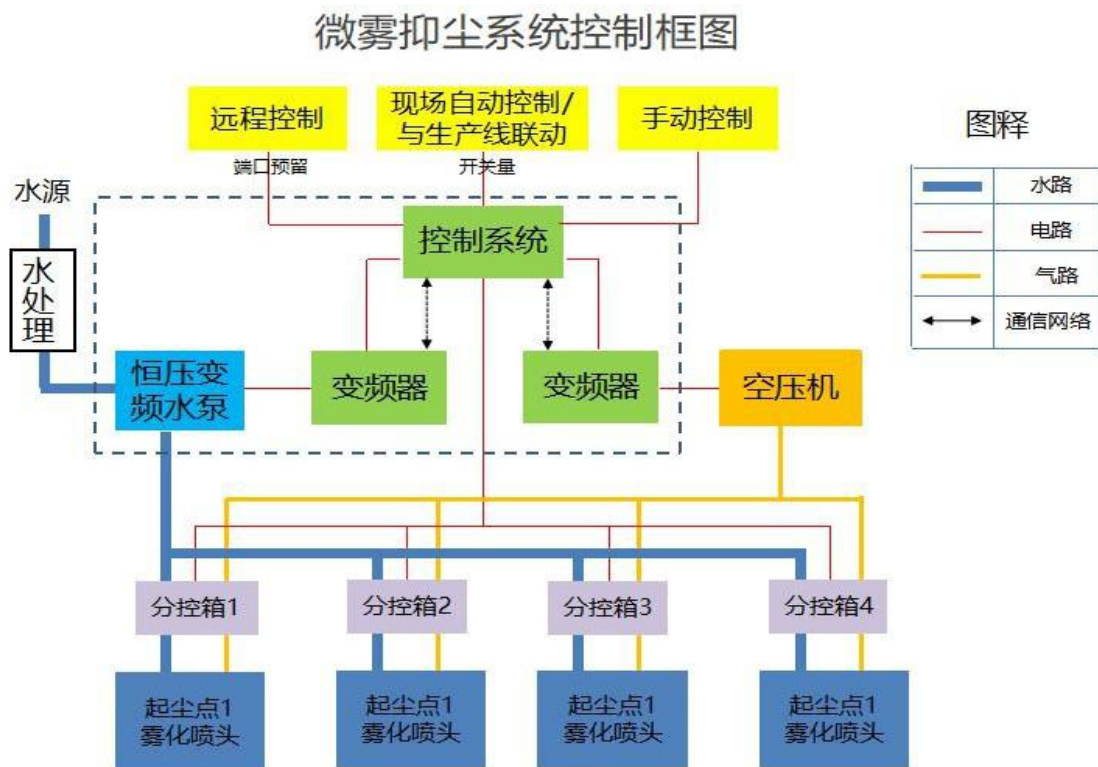 微雾抑尘系统控制框图
远程控制
现场自动控制/
与生产线联动
手动控制
端口预留
开关量
图释
水路
电路
气路
通信网络
水源
水处理
控制系统
恒压变
频水泵
变频器
变频器
空压机
分控箱1
分控箱2
分控箱3
分控箱4
起尘点1
雾化喷头
起尘点1
雾化喷头
起尘点1
雾化喷头
起尘点1
雾化喷头